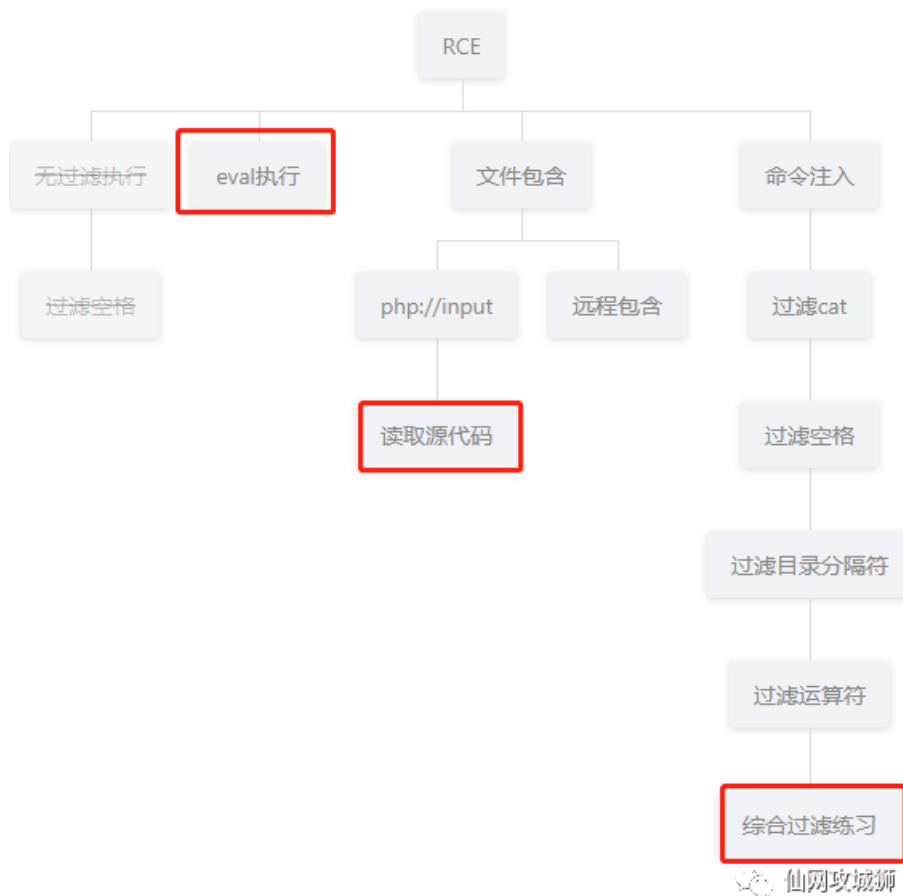 RCE
无过滤执行
eval执行
文件包含
命令注入
过滤空格
php://input
远程包含
过滤cat
读取源代码
过滤空格
过滤目录分隔符
过滤运算符
综合过滤练习
仙网攻城狮